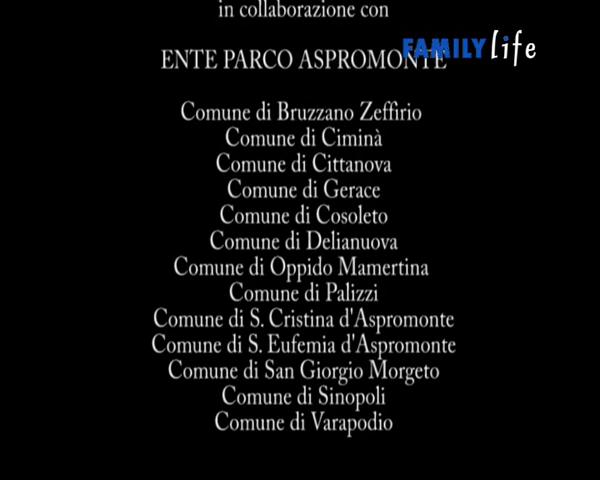 in collaborazione con
FAMILY life
ENTE PARCO ASPROMONTE
Comune di Bruzzano Zeffirio
Comune di Ciminà
Comune di Cittanova
Comune di Gerace
Comune di Cosoleto
Comune di Delianuova
Comune di Oppido Mamertina
Comune di Palizzi
Comune di S. Cristina d'Aspromonte
Comune di S. Eufemia d'Aspromonte
Comune di San Giorgio Morgeto
Comune di Sinopoli
Comune di Varapodio